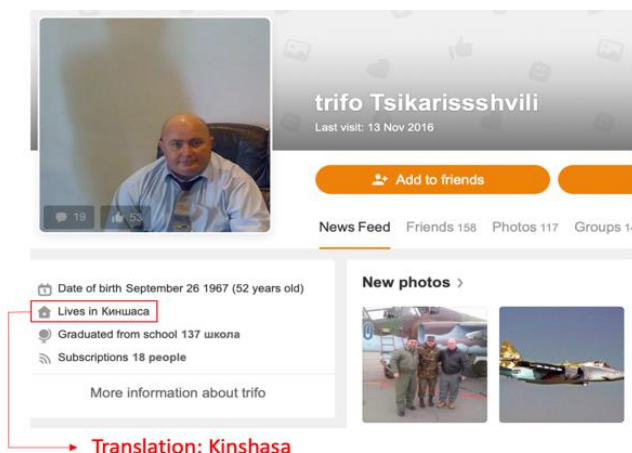 trifo Tsikarissshvili
Last visit: 13 Nov 2016
Add to friends
19 53
News Feed Friends 158 Photos 117 Groups
Date of birth September 26 1967 (52 years old)
Lives in Киншаса
Graduated from school 137 школа
Subscriptions 18 people
More information about trifo
New photos >
Translation: Kinshasa